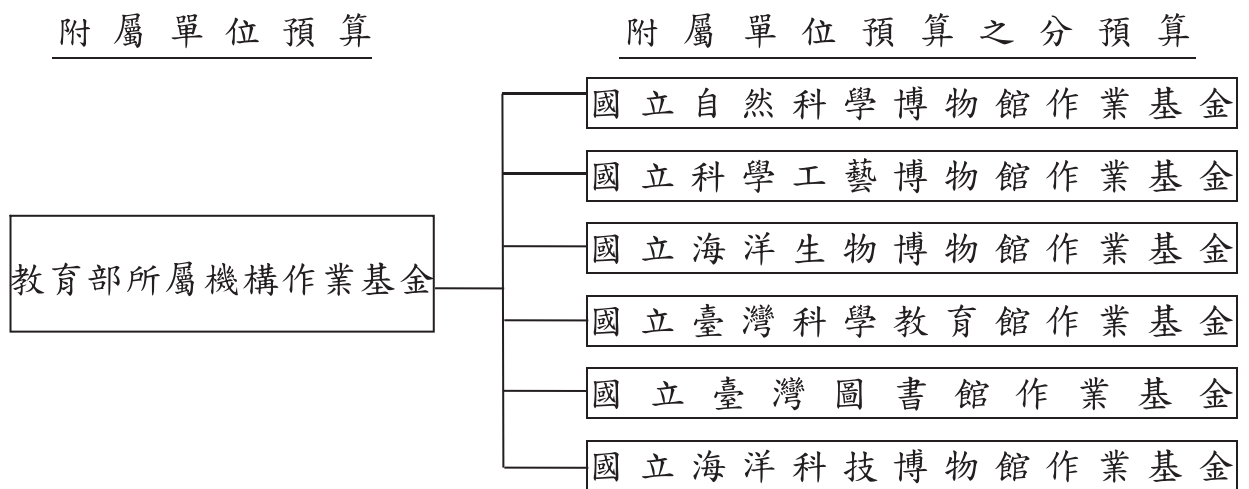 附屬單位預算
附屬單位預算之分預算
教育部所屬機構作業基金
國立自然科學博物館作業基金
國立科學工藝博物館作業基金
國立海洋生物博物館作業基金
國立臺灣科學教育館作業基金
國立臺灣圖書館作業基金
國立海洋科技博物館作業基金